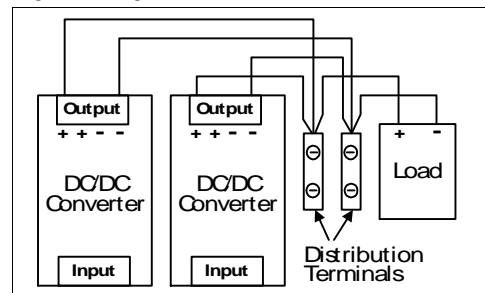 Output
+ + - -
DC/DC
Converter
Input
Output
+ + - -
DC/DC
Converter
Input
+ -
Load
Distribution
Terminals